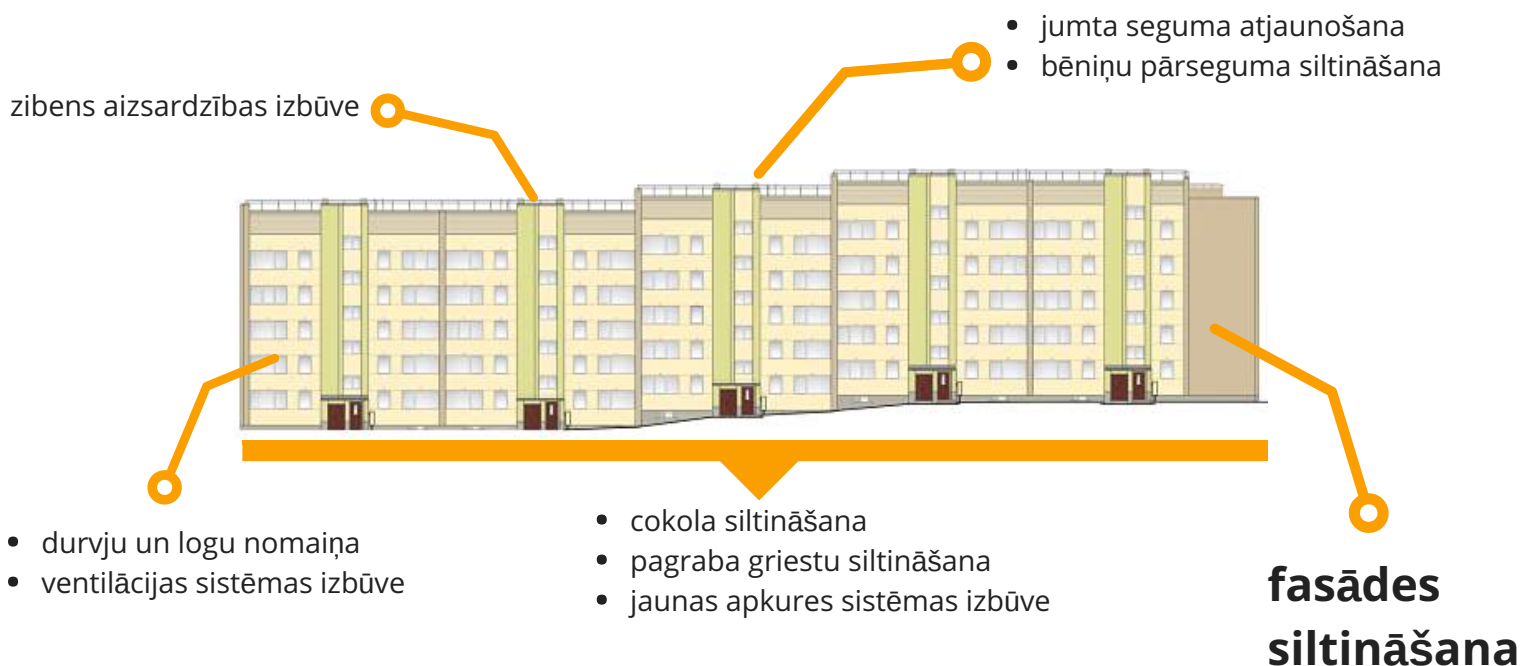 • jumta seguma atjaunošana
• bēniņu pārseguma siltināšana
zibens aizsardzības izbūve
• durvju un logu nomaiņa
• ventilācijas sistēmas izbūve
• cokola siltināšana
• pagraba griestu siltināšana
• jaunas apkures sistēmas izbūve
fasādes
siltināšana